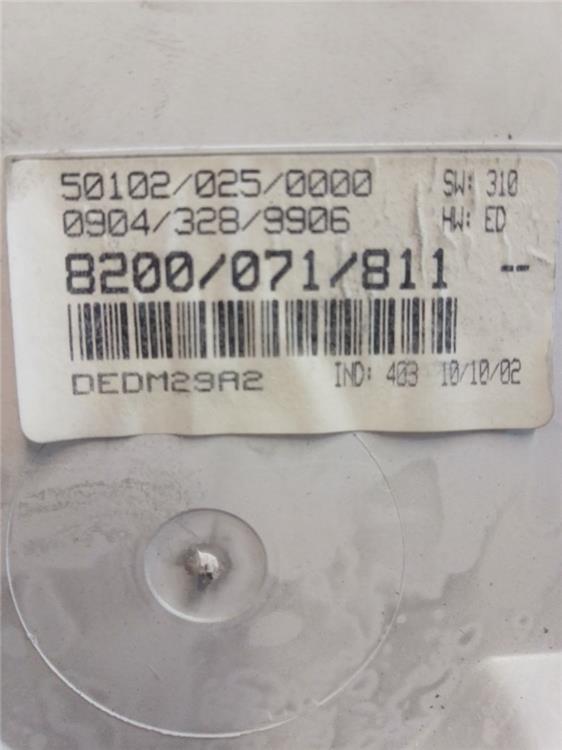 50102/025/0000 SW: 310
0904/328/9906 HW: ED
8200/071/811 --
DEDM29A2 IND: 403 10/10/02